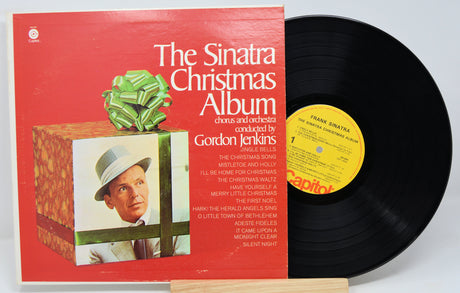 Capitol
The Sinatra
Christmas
Album
chorus and orchestra
conducted by
Gordon Jenkins
JINGLE BELLS
THE CHRISTMAS SONG
MISTLETOE AND HOLLY
I'LL BE HOME FOR CHRISTMAS
THE CHRISTMAS WALTZ
HAVE YOURSELF A
MERRY LITTLE CHRISTMAS
THE FIRST NOEL
HARK! THE HERALD ANGELS SING
O LITTLE TOWN OF BETHLEHEM
ADESTE FIDELES
IT CAME UPON A
MIDNIGHT CLEAR
SILENT NIGHT
FRANK SINATRA
THE SINATRA CHRISTMAS ALBUM
1
Capitol